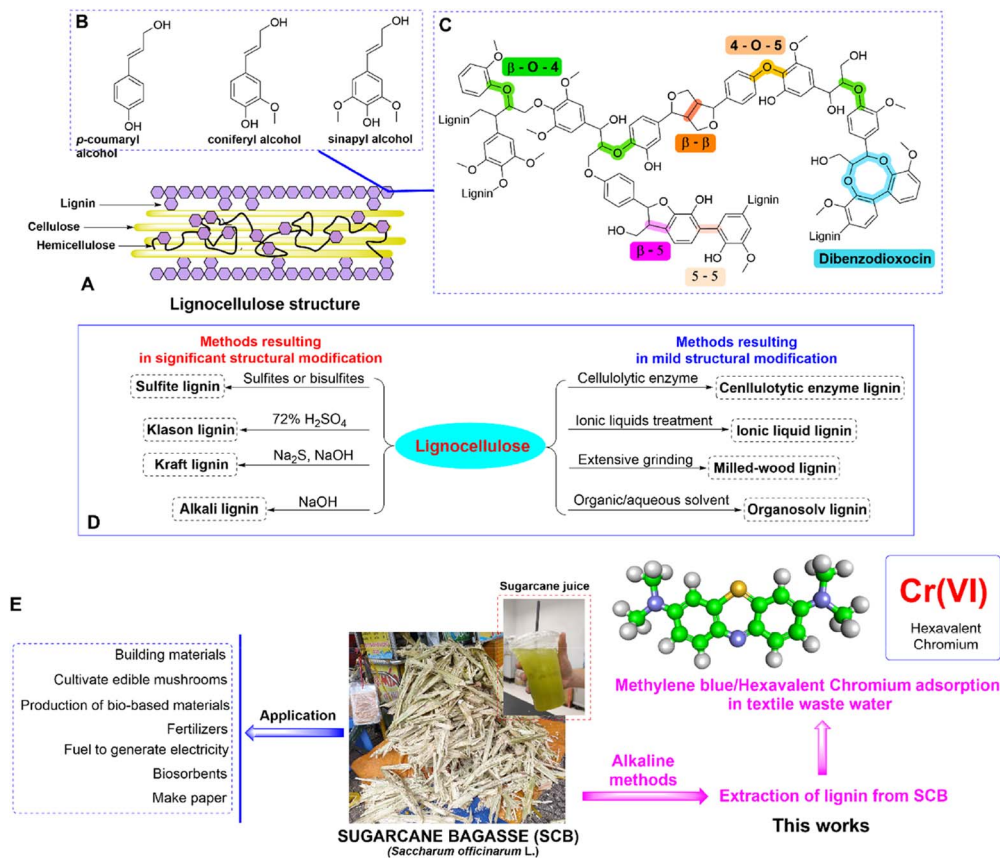 B
OH
OH
OH
OH
p-coumaryl
alcohol
OH
O
coniferyl alcohol
O
OH
O
sinapyl alcohol
C
β - O - 4
4 - O - 5
β - β
β - 5
5 - 5
Dibenzodioxocin
Lignin
Lignin
Lignin
Lignin
OH
HO
HO
HO
OH
O
Lignin
Cellulose
Hemicellulose
A
Lignocellulose structure
Methods resulting
in significant structural modification
Methods resulting
in mild structural modification
Sulfite lignin
Sulfites or bisulfites
Klason lignin
72% H2SO4
Kraft lignin
Na2S, NaOH
Alkali lignin
NaOH
Lignocellulose
Cellulolytic enzyme
Cenllulotytic enzyme lignin
Ionic liquids treatment
Ionic liquid lignin
Extensive grinding
Milled-wood lignin
Organic/aqueous solvent
Organosolv lignin
D
E
Building materials
Cultivate edible mushrooms
Production of bio-based materials
Fertilizers
Fuel to generate electricity
Biosorbents
Make paper
Application
Sugarcane juice
SUGARCANE BAGASSE (SCB)
(Saccharum officinarum L.)
Cr(VI)
Hexavalent
Chromium
Methylene blue/Hexavalent Chromium adsorption
in textile waste water
Alkaline
methods
Extraction of lignin from SCB
This works